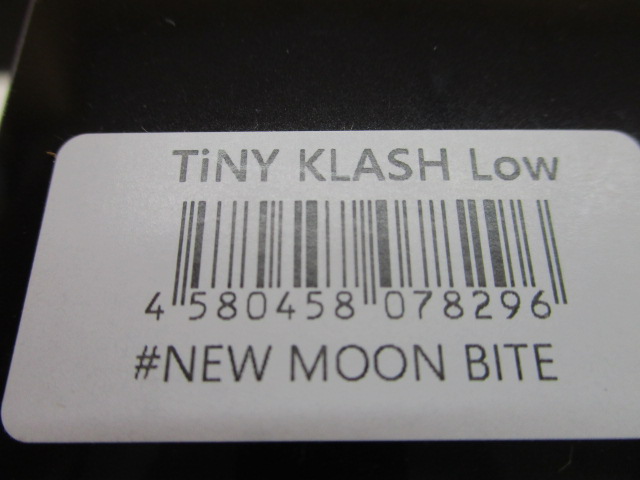 TiNY KLASH Low
4 580458 078296
#NEW MOON BITE